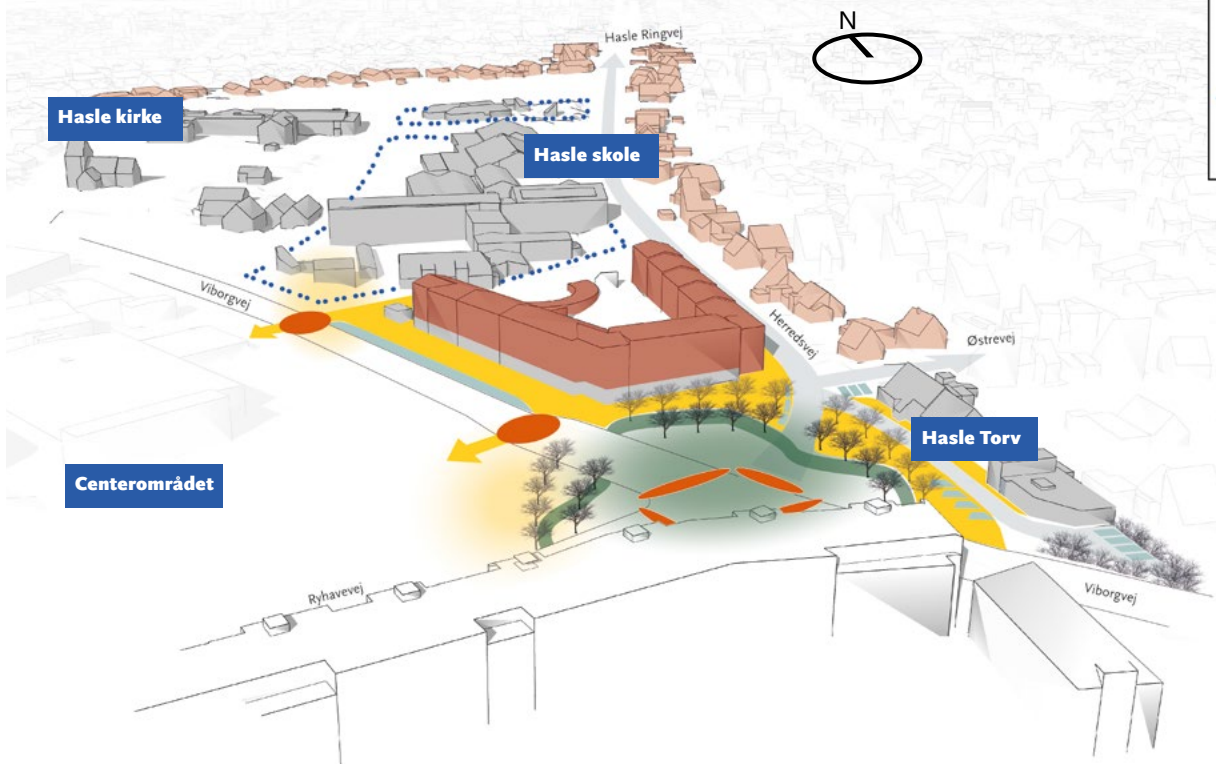 N
Hasle Ringvej
Hasle kirke
Hasle skole
Viborgvej
Herredsvej
Østrevej
Hasle Torv
Centerområdet
Ryhavevej
Viborgvej